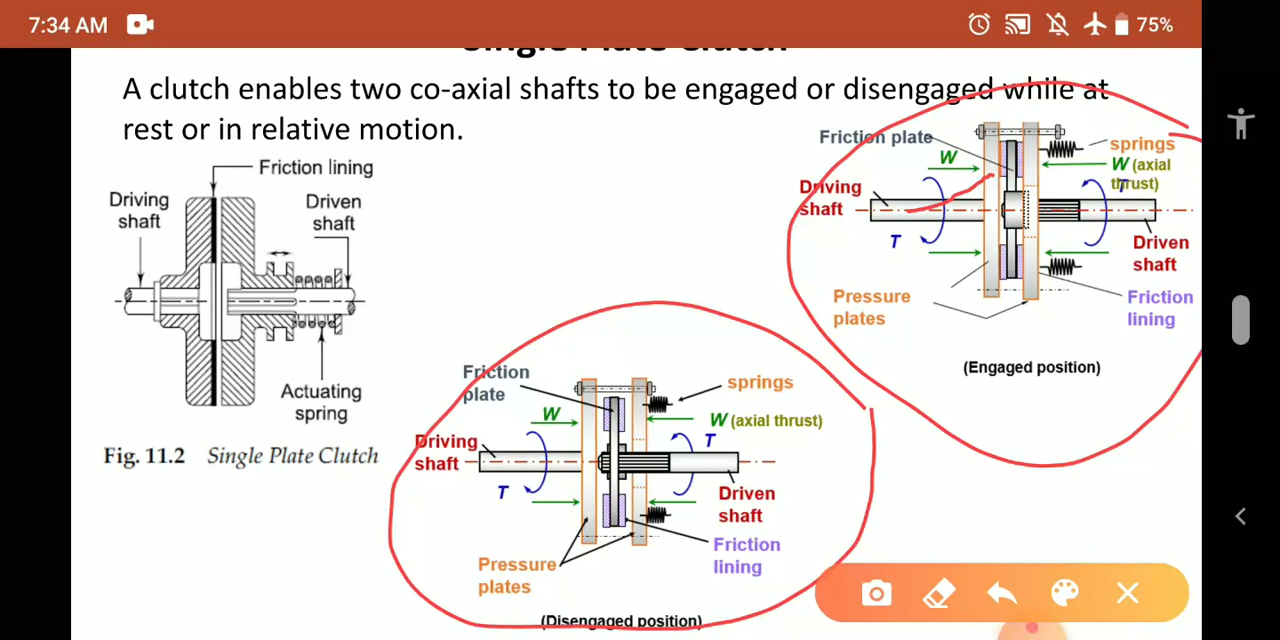 7:34 AM
75%
Single Plate Clutch
A clutch enables two co-axial shafts to be engaged or disengaged while at
rest or in relative motion.
Friction lining
Driving
shaft
Driven
shaft
Actuating
spring
Fig. 11.2 Single Plate Clutch
Friction plate
springs
W
W (axial
thrust)
T
Driving
shaft
T
Driven
shaft
Pressure
plates
Friction
lining
(Engaged position)
Friction
plate
springs
W
W (axial thrust)
Driving
shaft
T
T
Driven
shaft
Friction
lining
Pressure
plates
(Disengaged position)